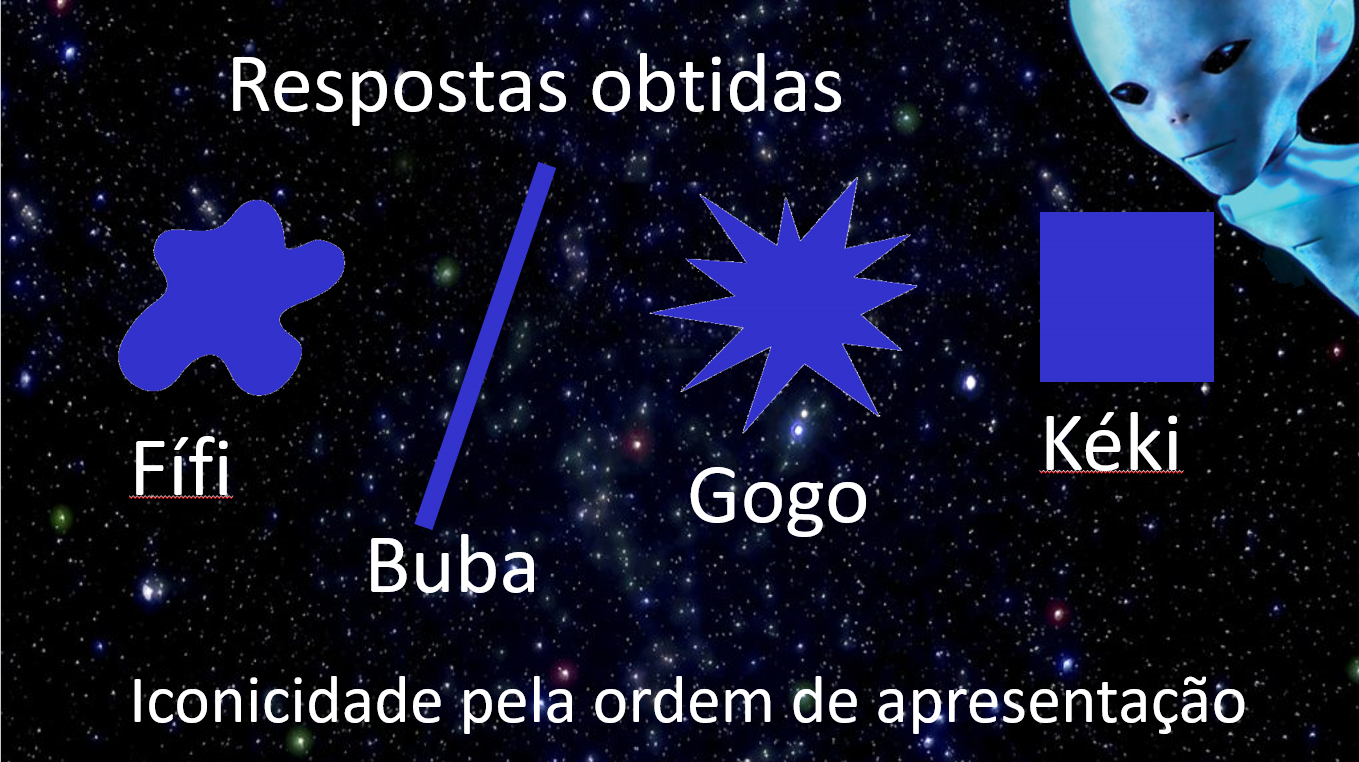 Respostas obtidas
Fífi
Buba
Gogo
Kéki
Iconicidade pela ordem de apresentação